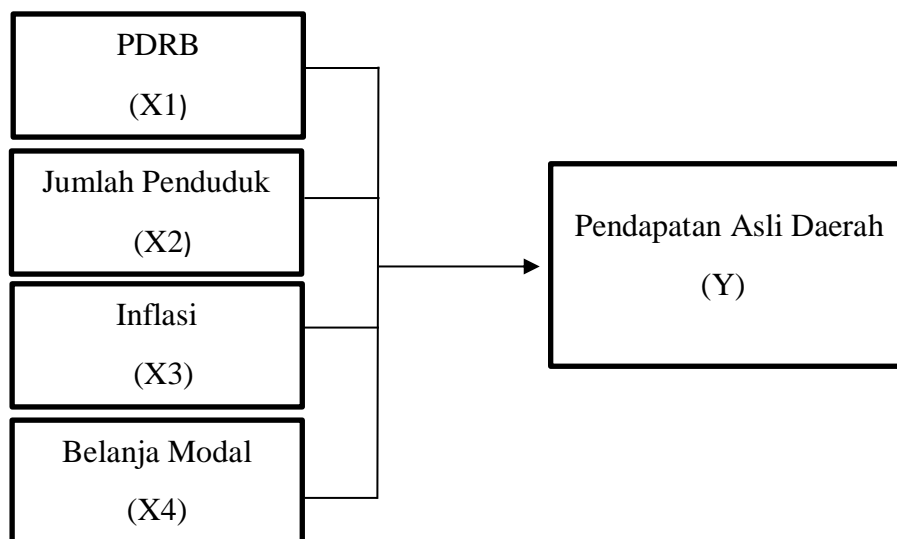 PDRB
(X1)
Jumlah Penduduk
(X2)
Inflasi
(X3)
Belanja Modal
(X4)
Pendapatan Asli Daerah
(Y)